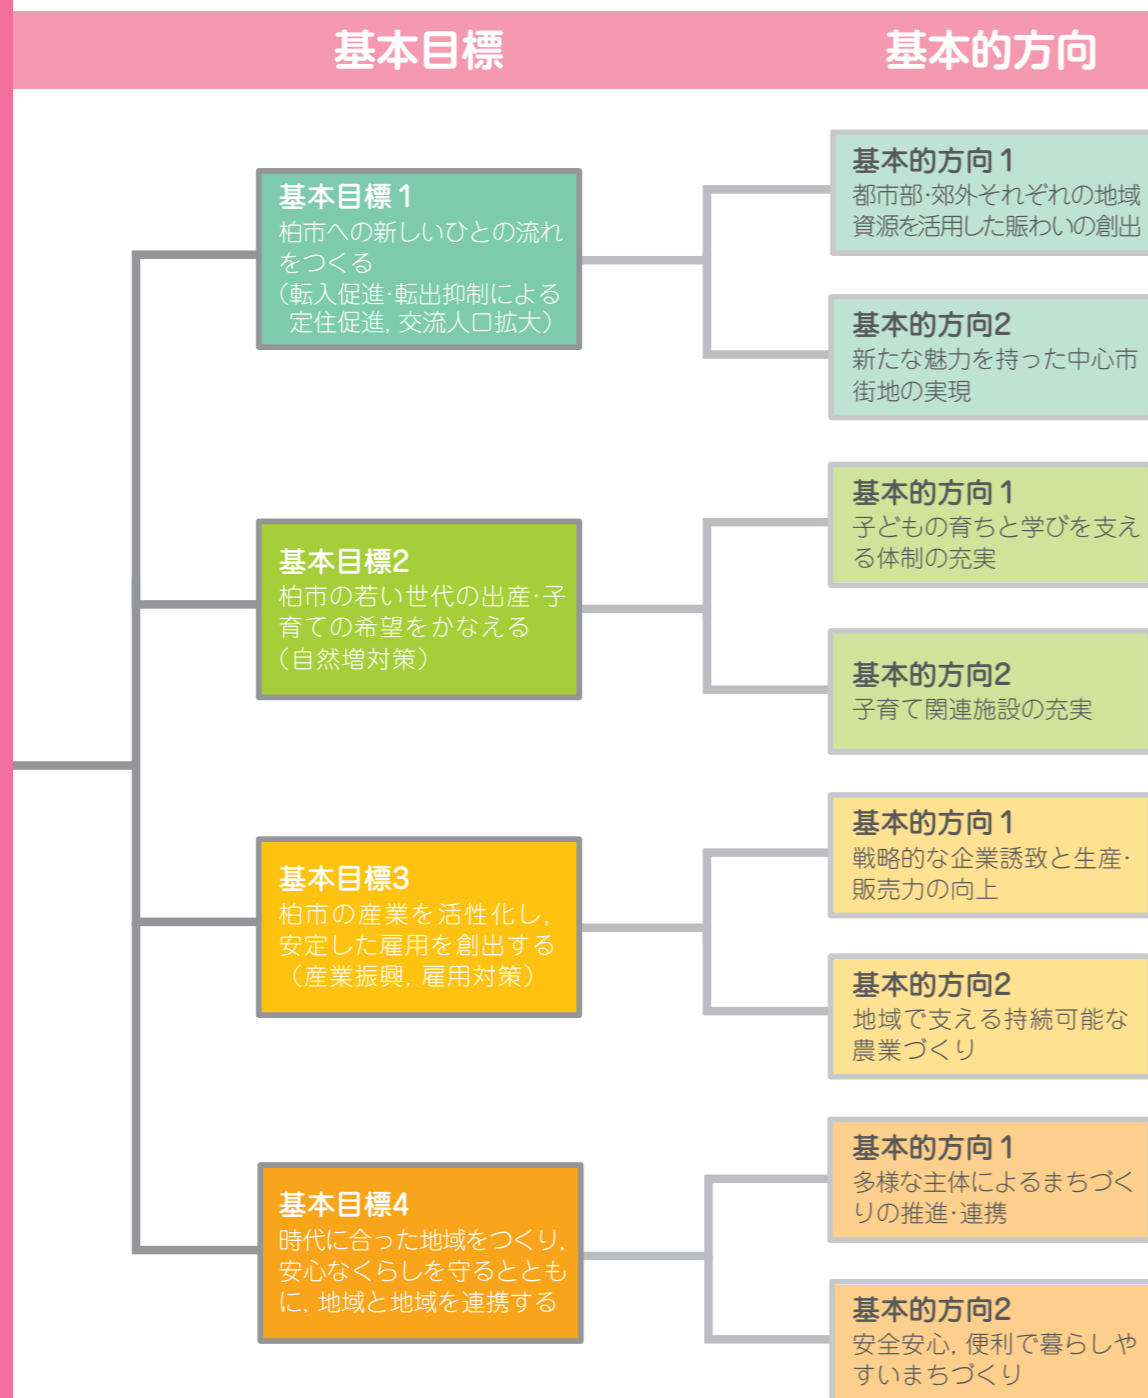 基本目標
基本的方向
基本目標1
柏市への新しいひとの流れ
をつくる
(転入促進・転出抑制による
定住促進, 交流人口拡大)
基本的方向1
都市部・郊外それぞれの地域
資源を活用した賑わいの創出
基本的方向2
新たな魅力を持った中心市
街地の実現
基本目標2
柏市の若い世代の出産・子
育ての希望をかなえる
(自然増対策)
基本的方向1
子どもの育ちと学びを支え
る体制の充実
基本的方向2
子育て関連施設の充実
基本目標3
柏市の産業を活性化し,
安定した雇用を創出する
(産業振興, 雇用対策)
基本的方向1
戦略的な企業誘致と生産・
販売力の向上
基本的方向2
地域で支える持続可能な
農業づくり
基本目標4
時代に合った地域をつくり,
安心なくらしを守るととも
に, 地域と地域を連携する
基本的方向1
多様な主体によるまちづく
りの推進・連携
基本的方向2
安全安心, 便利で暮らしや
すいまちづくり